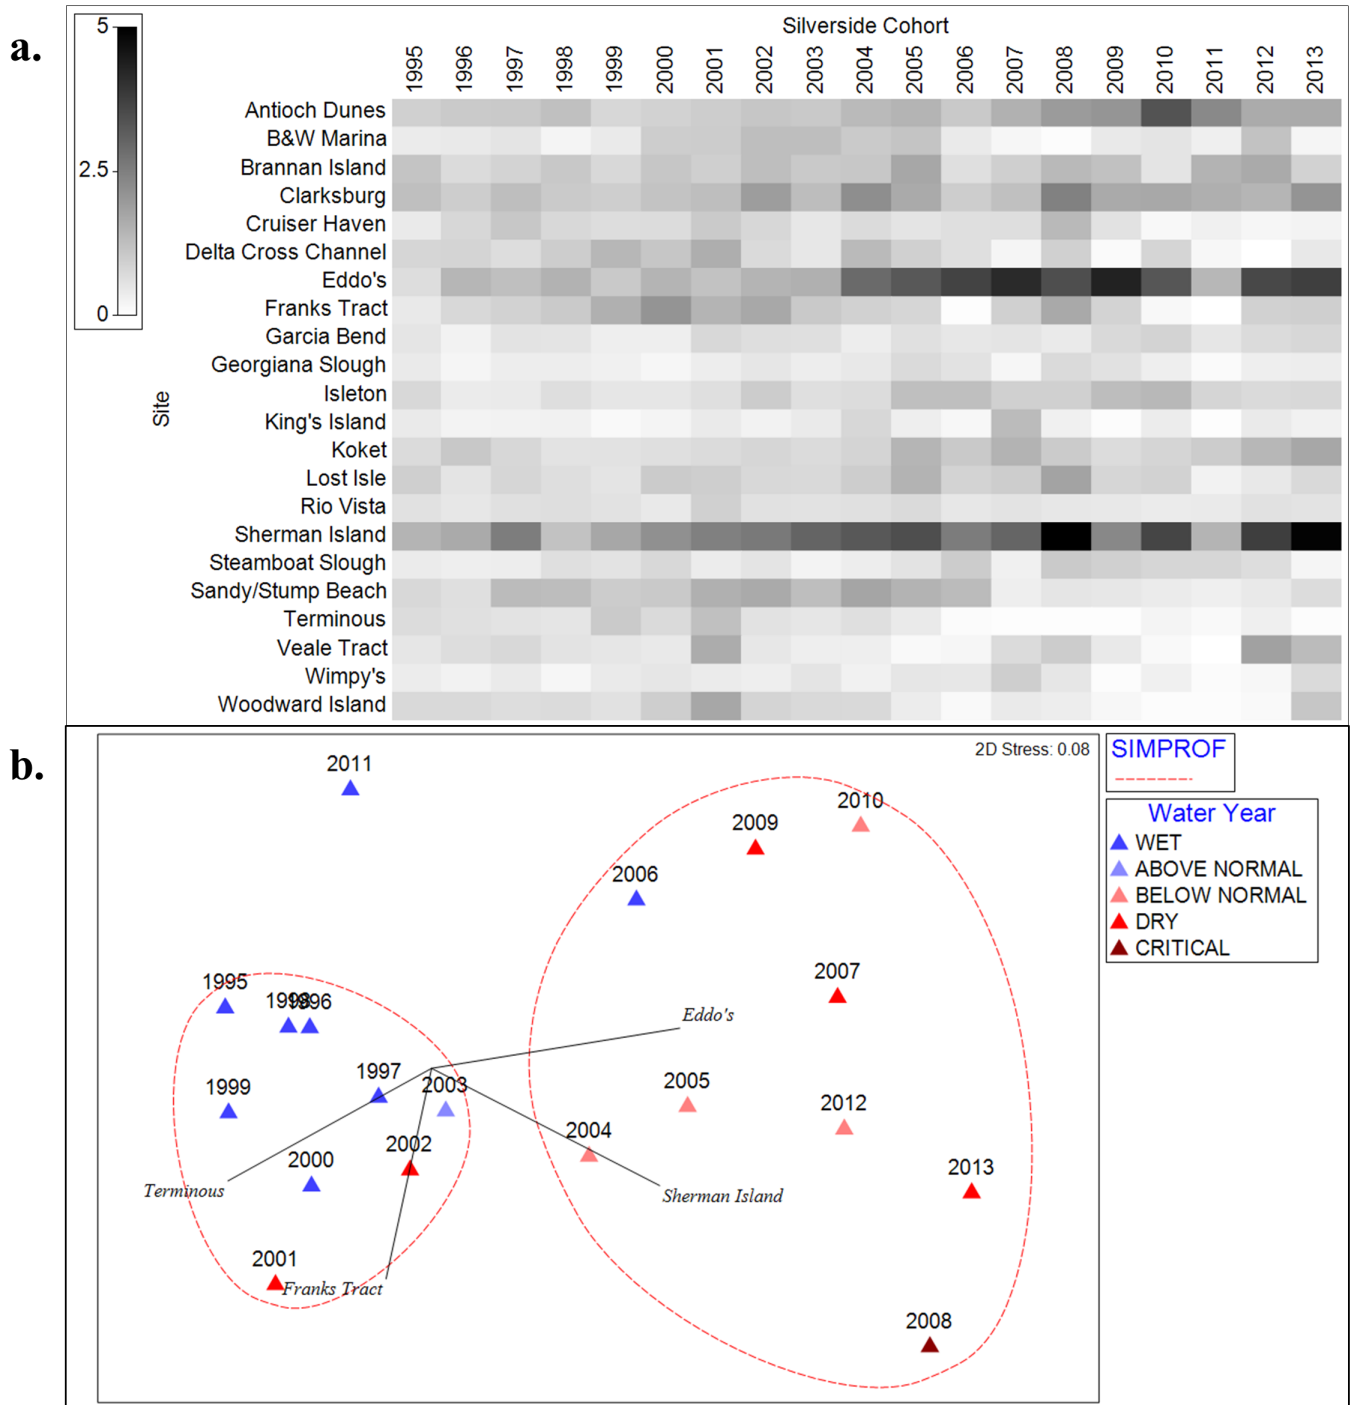 a.
5
2.5
0
Silverside Cohort
1995 1996 1997 1998 1999 2000 2001 2002 2003 2004 2005 2006 2007 2008 2009 2010 2011 2012 2013
Site
Antioch Dunes
B&W Marina
Brannan Island
Clarksburg
Cruiser Haven
Delta Cross Channel
Eddo's
Franks Tract
Garcia Bend
Georgiana Slough
Isleton
King's Island
Koket
Lost Isle
Rio Vista
Sherman Island
Steamboat Slough
Sandy/Stump Beach
Terminous
Veale Tract
Wimpy's
Woodward Island
b.
2D Stress: 0.08
2011
2010
2009
2006
2007
1995
1998 1996
Eddo's
1997
2003
2005
1999
2012
2004
2002
2000
2013
Terminous
Sherman Island
2001
Franks Tract
2008
SIMPROF
Water Year
WET
ABOVE NORMAL
BELOW NORMAL
DRY
CRITICAL